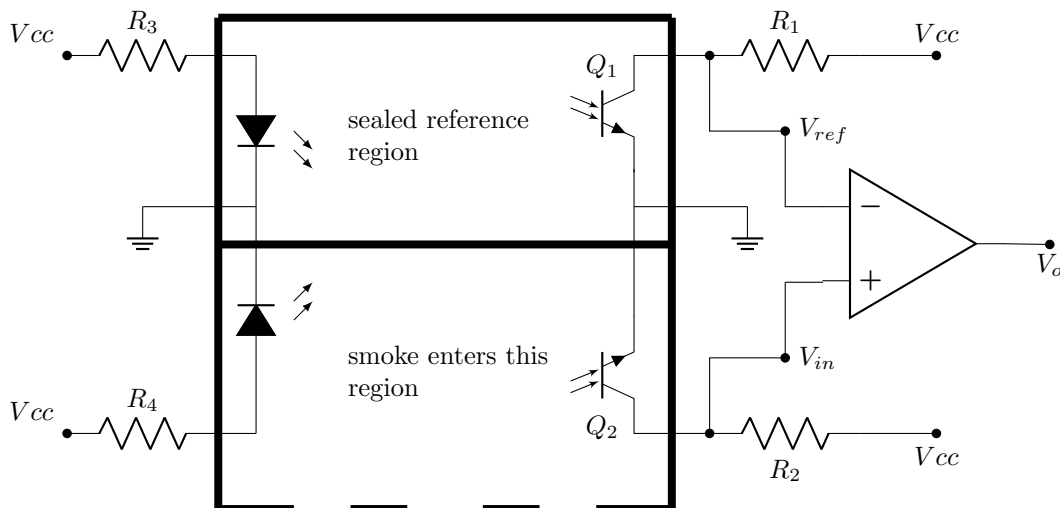 Vcc
R3
R1
Vcc
Q1
sealed reference
region
Vref
−
+
Vo
smoke enters this
region
Vin
Vcc
R4
Q2
R2
Vcc